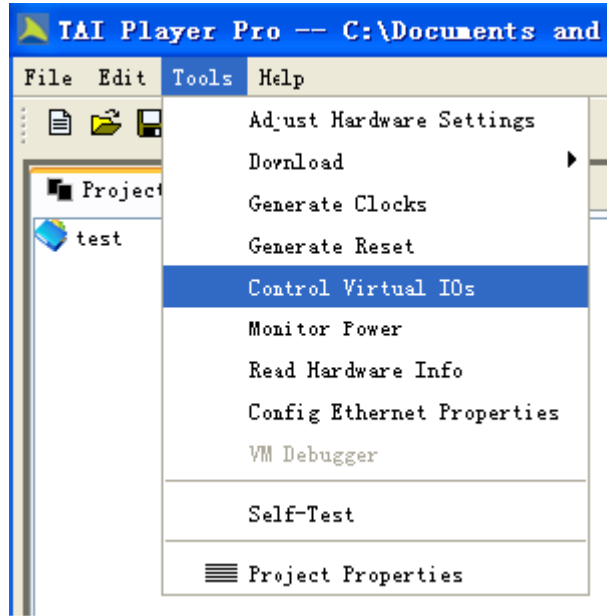 TAI Player Pro -- C:\Documents and
File Edit Tools Help
Adjust Hardware Settings
Download
Project
Generate Clocks
test
Generate Reset
Control Virtual IOs
Monitor Power
Read Hardware Info
Config Ethernet Properties
VM Debugger
Self-Test
Project Properties